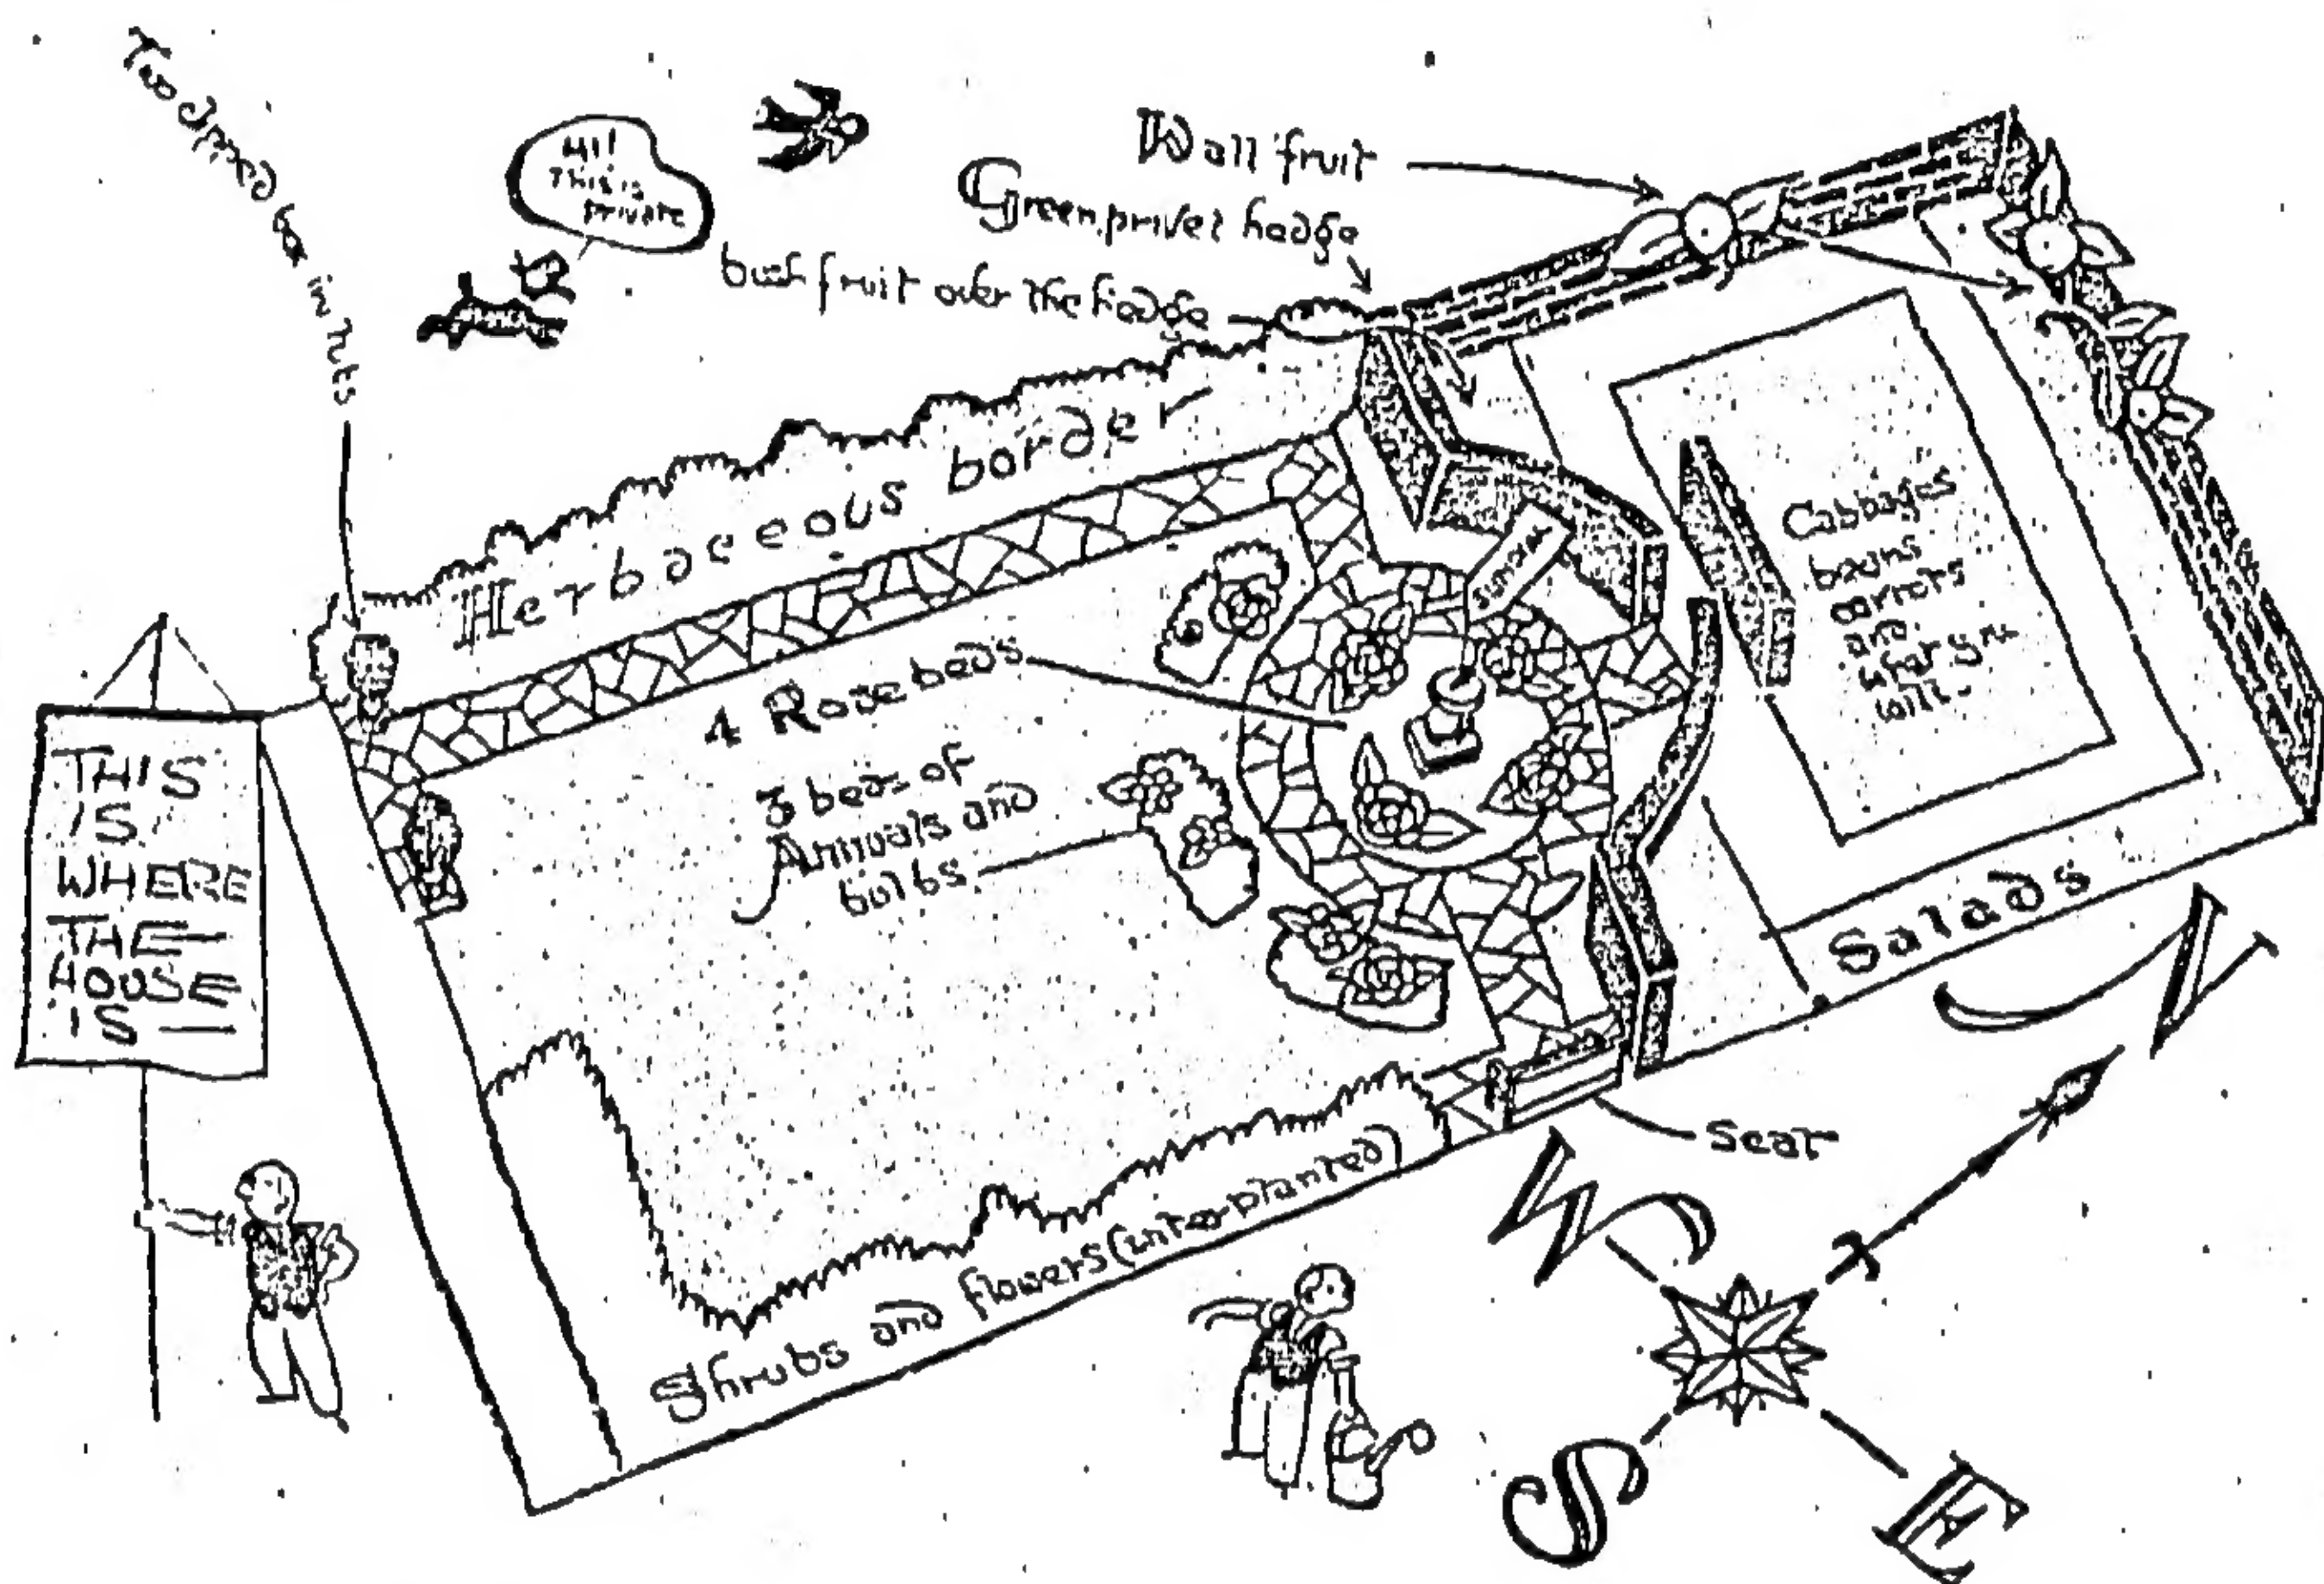 Two clipped box trees
HI!
THIS IS
private
Wall fruit
Green privet hedge
bush fruit over the hedge
Herbaceous border
Sundial
4 Rose beds
3 beds of
Annuals and
bulbs
Cabbages
beans
carrots
and
what you
will.
Salads
THIS
IS
WHERE
THE
HOUSE
IS
Shrubs and flowers (interplanted)
Seat
N
W
S
E